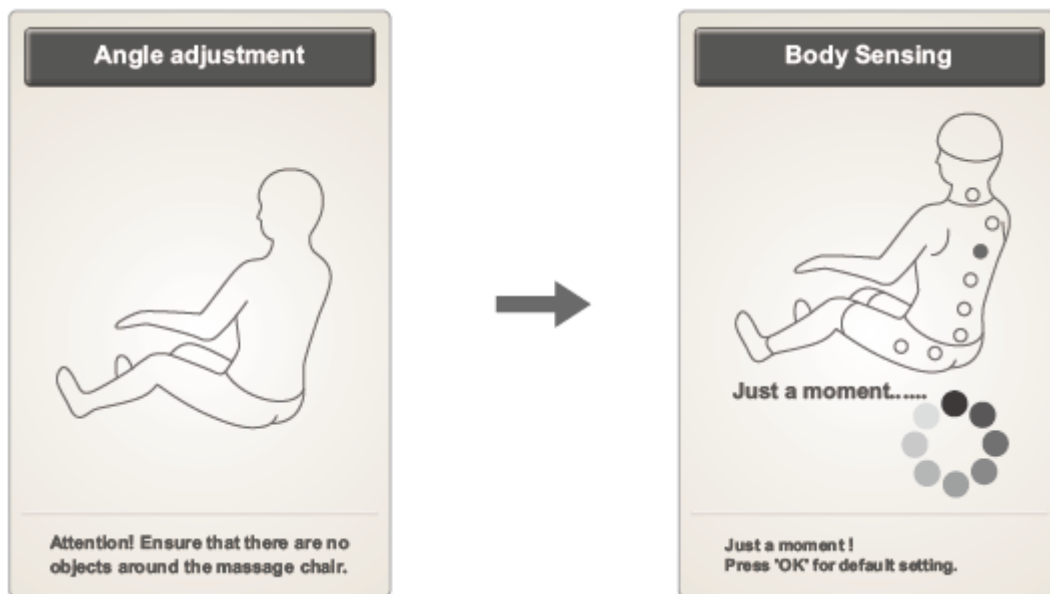 Angle adjustment
Attention! Ensure that there are no
objects around the massage chair.
Body Sensing
Just a moment......
Just a moment !
Press "OK" for default setting.